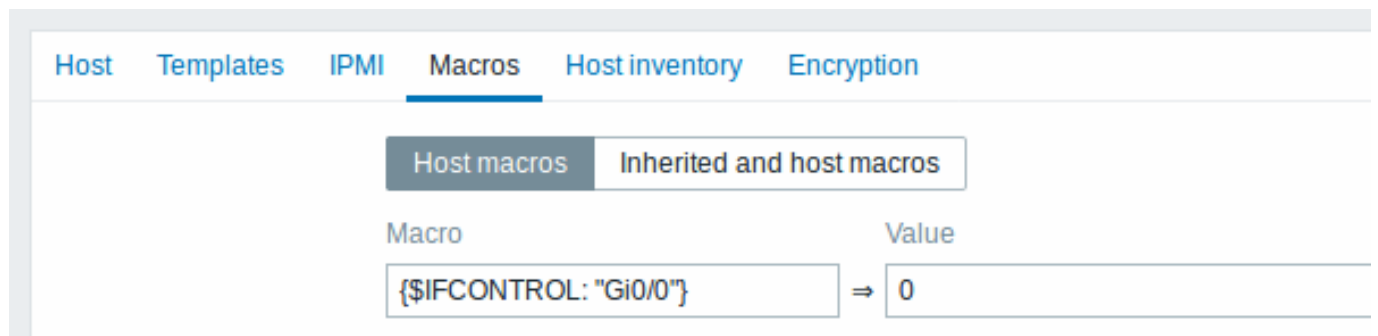 Host Templates IPMI Macros Host inventory Encryption
Host macros Inherited and host macros
Macro Value
{$IFCONTROL: "Gi0/0"} ⇒ 0